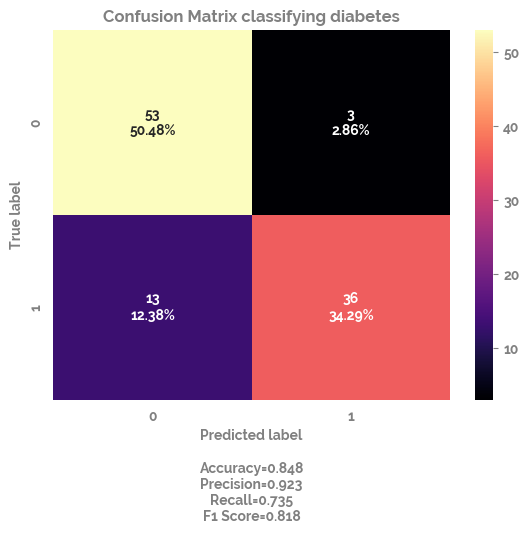 Confusion Matrix classifying diabetes
53
50.48%
3
2.86%
13
12.38%
36
34.29%
0
1
True label
0
1
Predicted label
50
40
30
20
10
Accuracy=0.848
Precision=0.923
Recall=0.735
F1 Score=0.818